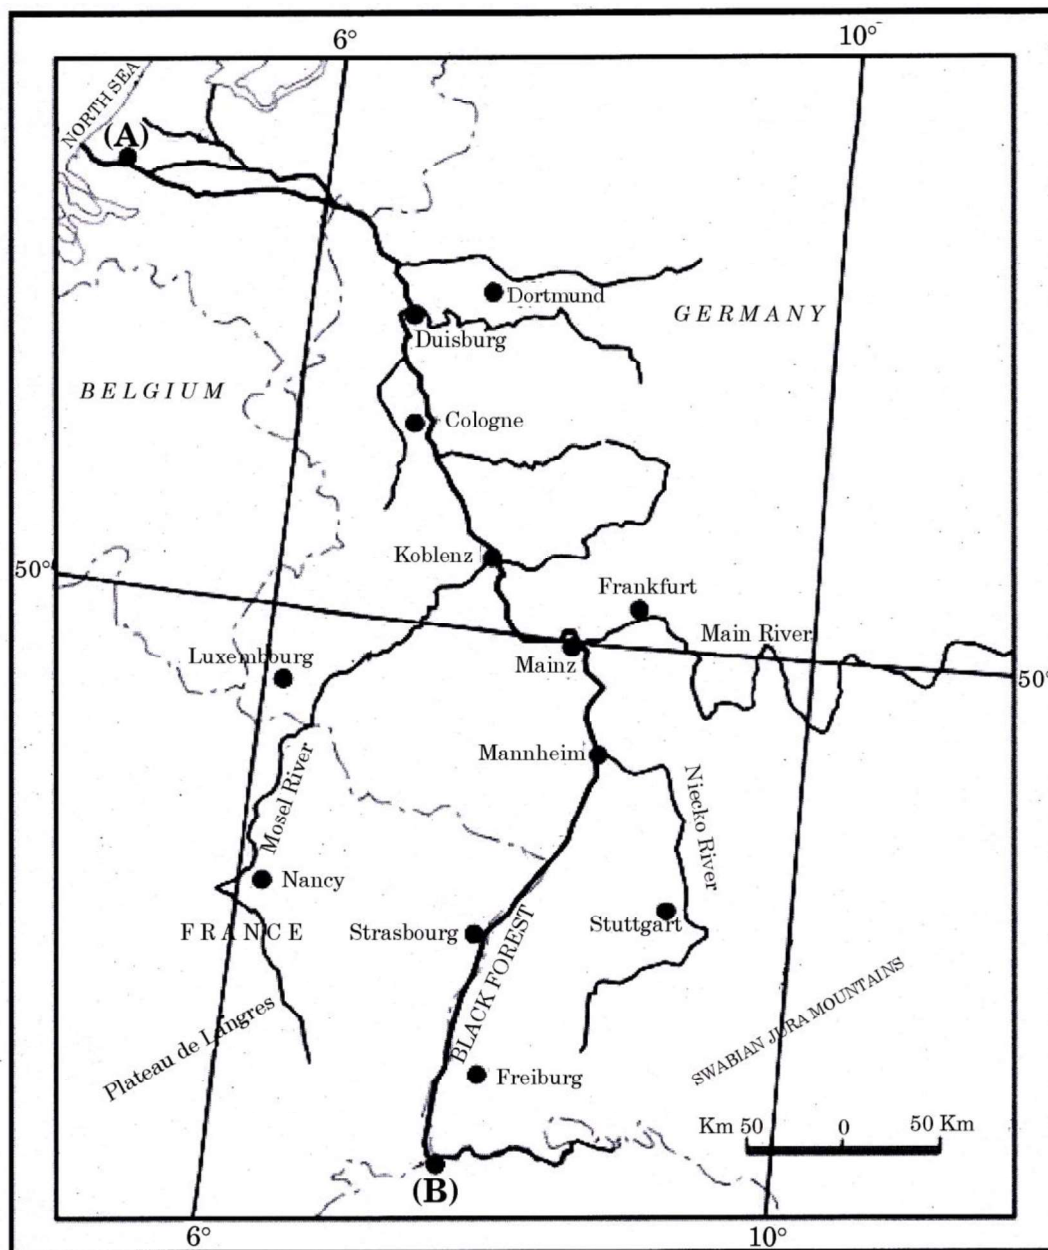 6°
10°
NORTH SEA
(A)
Dortmund
GERMANY
Duisburg
BELGIUM
Cologne
Koblenz
50°
Frankfurt
Main River
Luxembourg
Mainz
50°
Mannheim
Mosel River
Niecko River
Nancy
Stuttgart
FRANCE
Strasbourg
BLACK FOREST
SWABIAN JURA MOUNTAINS
Plateau de Langres
Freiburg
Km 50 0 50 Km
(B)
6°
10°